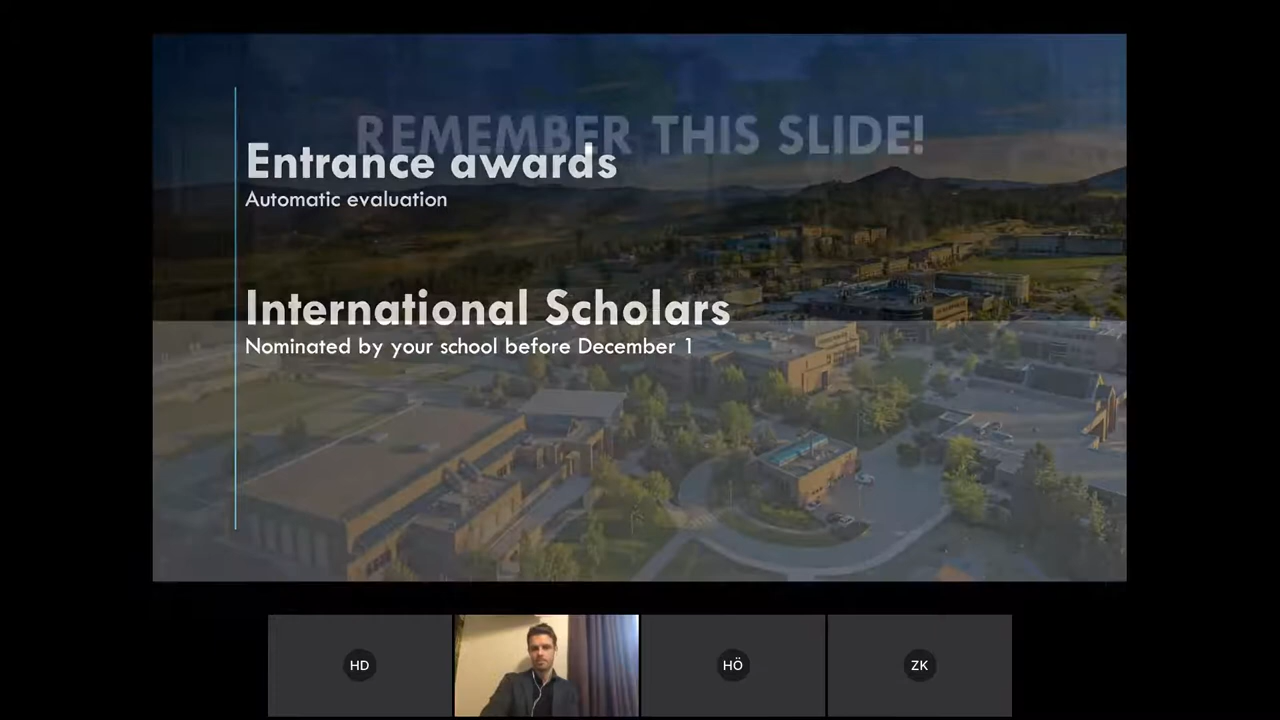 REMEMBER THIS SLIDE!
Entrance awards
Automatic evaluation
International Scholars
Nominated by your school before December 1
HD
HÖ
ZK